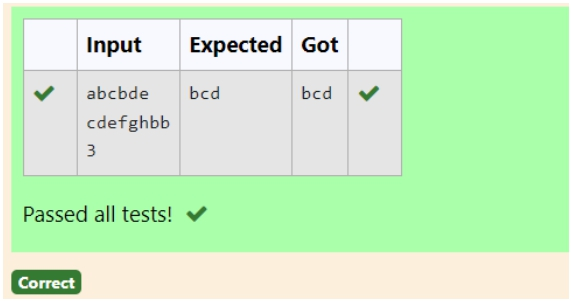 Input Expected Got
abcbde bcd bcd
cdefghbb
3
Passed all tests!
Correct